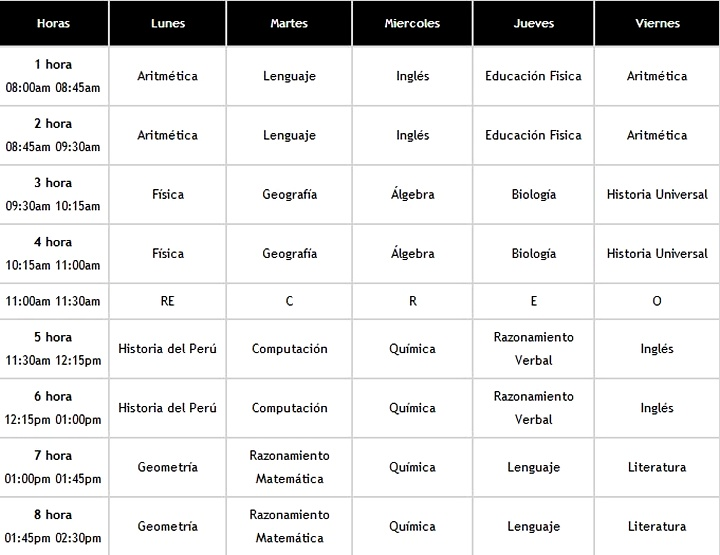 Horas Lunes Martes Miercoles Jueves Viernes
1 hora
08:00am 08:45am Aritmética Lenguaje Inglés Educación Fisica Aritmética
2 hora
08:45am 09:30am Aritmética Lenguaje Inglés Educación Fisica Aritmética
3 hora
09:30am 10:15am Física Geografía Álgebra Biología Historia Universal
4 hora
10:15am 11:00am Física Geografía Álgebra Biología Historia Universal
11:00am 11:30am RE C R E O
5 hora
11:30am 12:15pm Historia del Perú Computación Química Razonamiento
Verbal Inglés
6 hora
12:15pm 01:00pm Historia del Perú Computación Química Razonamiento
Verbal Inglés
7 hora
01:00pm 01:45pm Geometría Razonamiento
Matemática Química Lenguaje Literatura
8 hora
01:45pm 02:30pm Geometría Razonamiento
Matemática Química Lenguaje Literatura